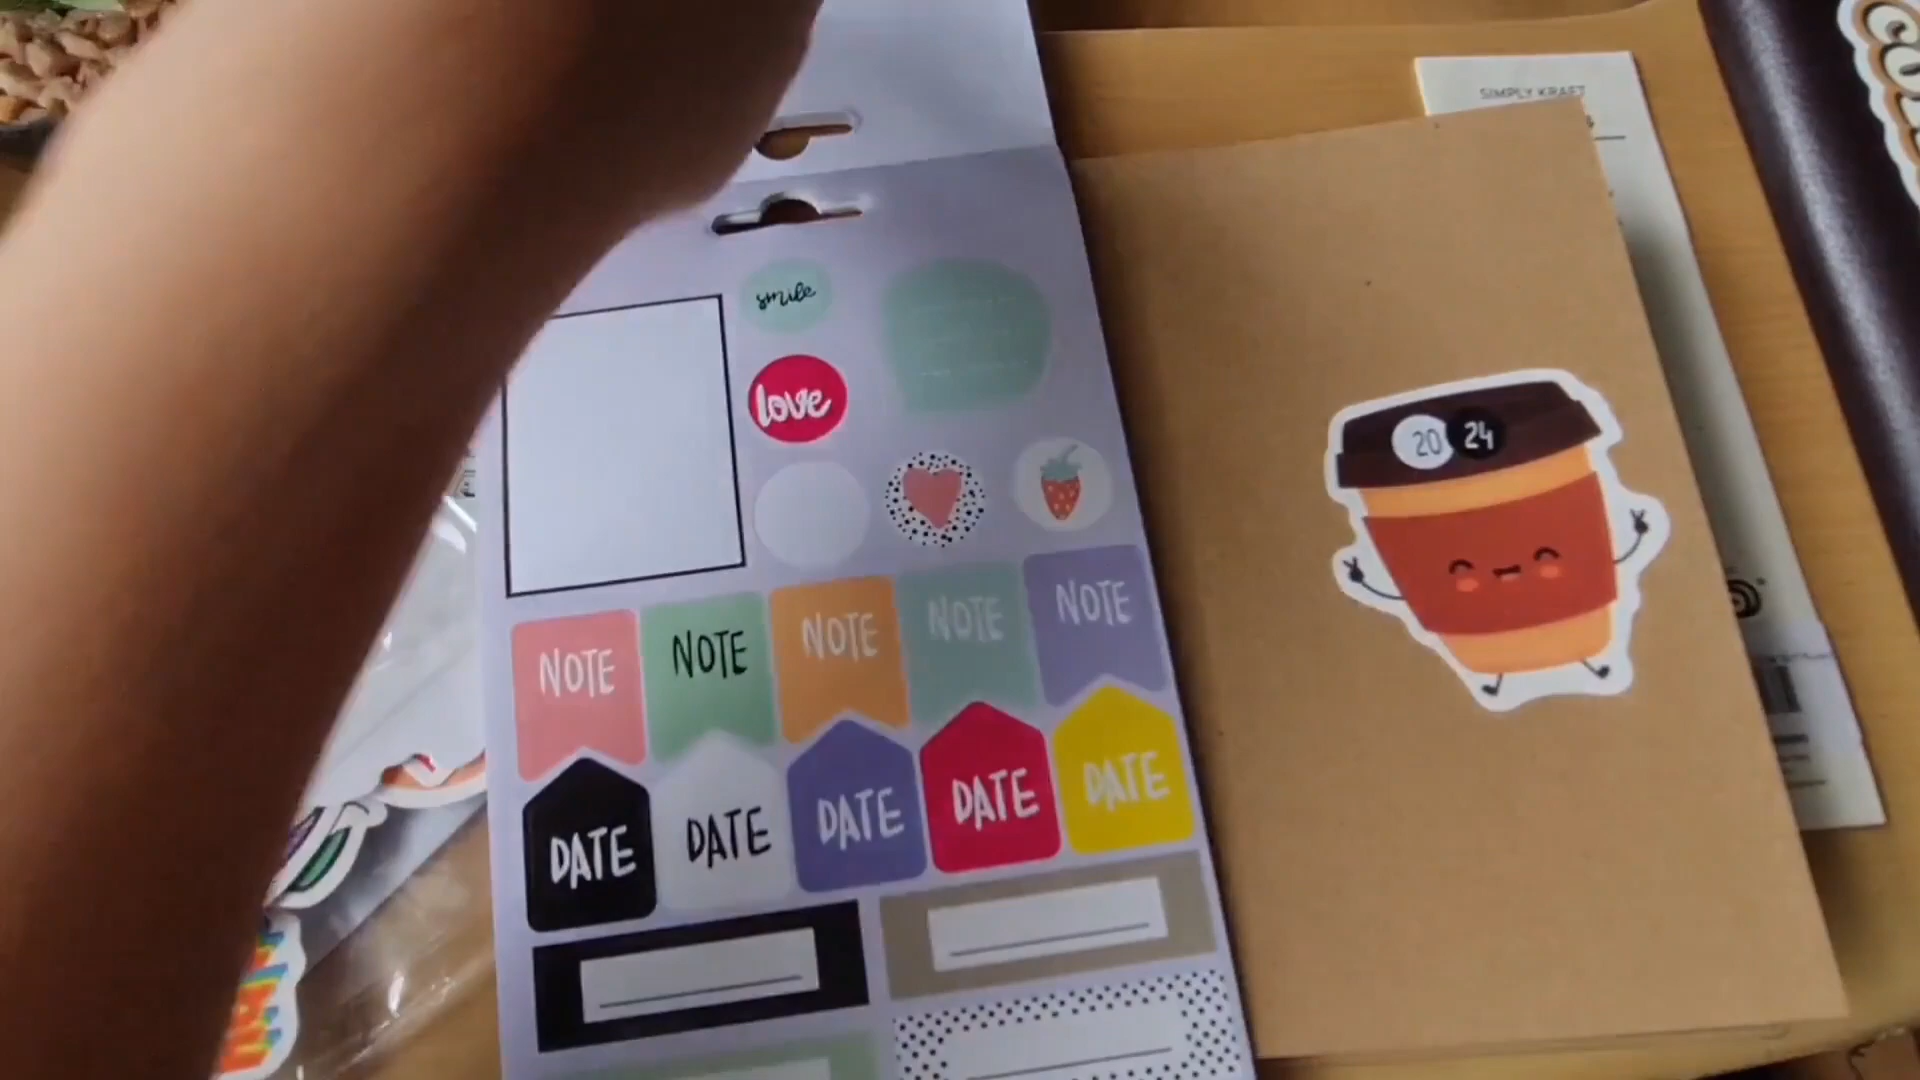 SIMPLY KRAFT
smile
love
20 24
NOTE NOTE NOTE NOTE NOTE
DATE DATE DATE DATE DATE